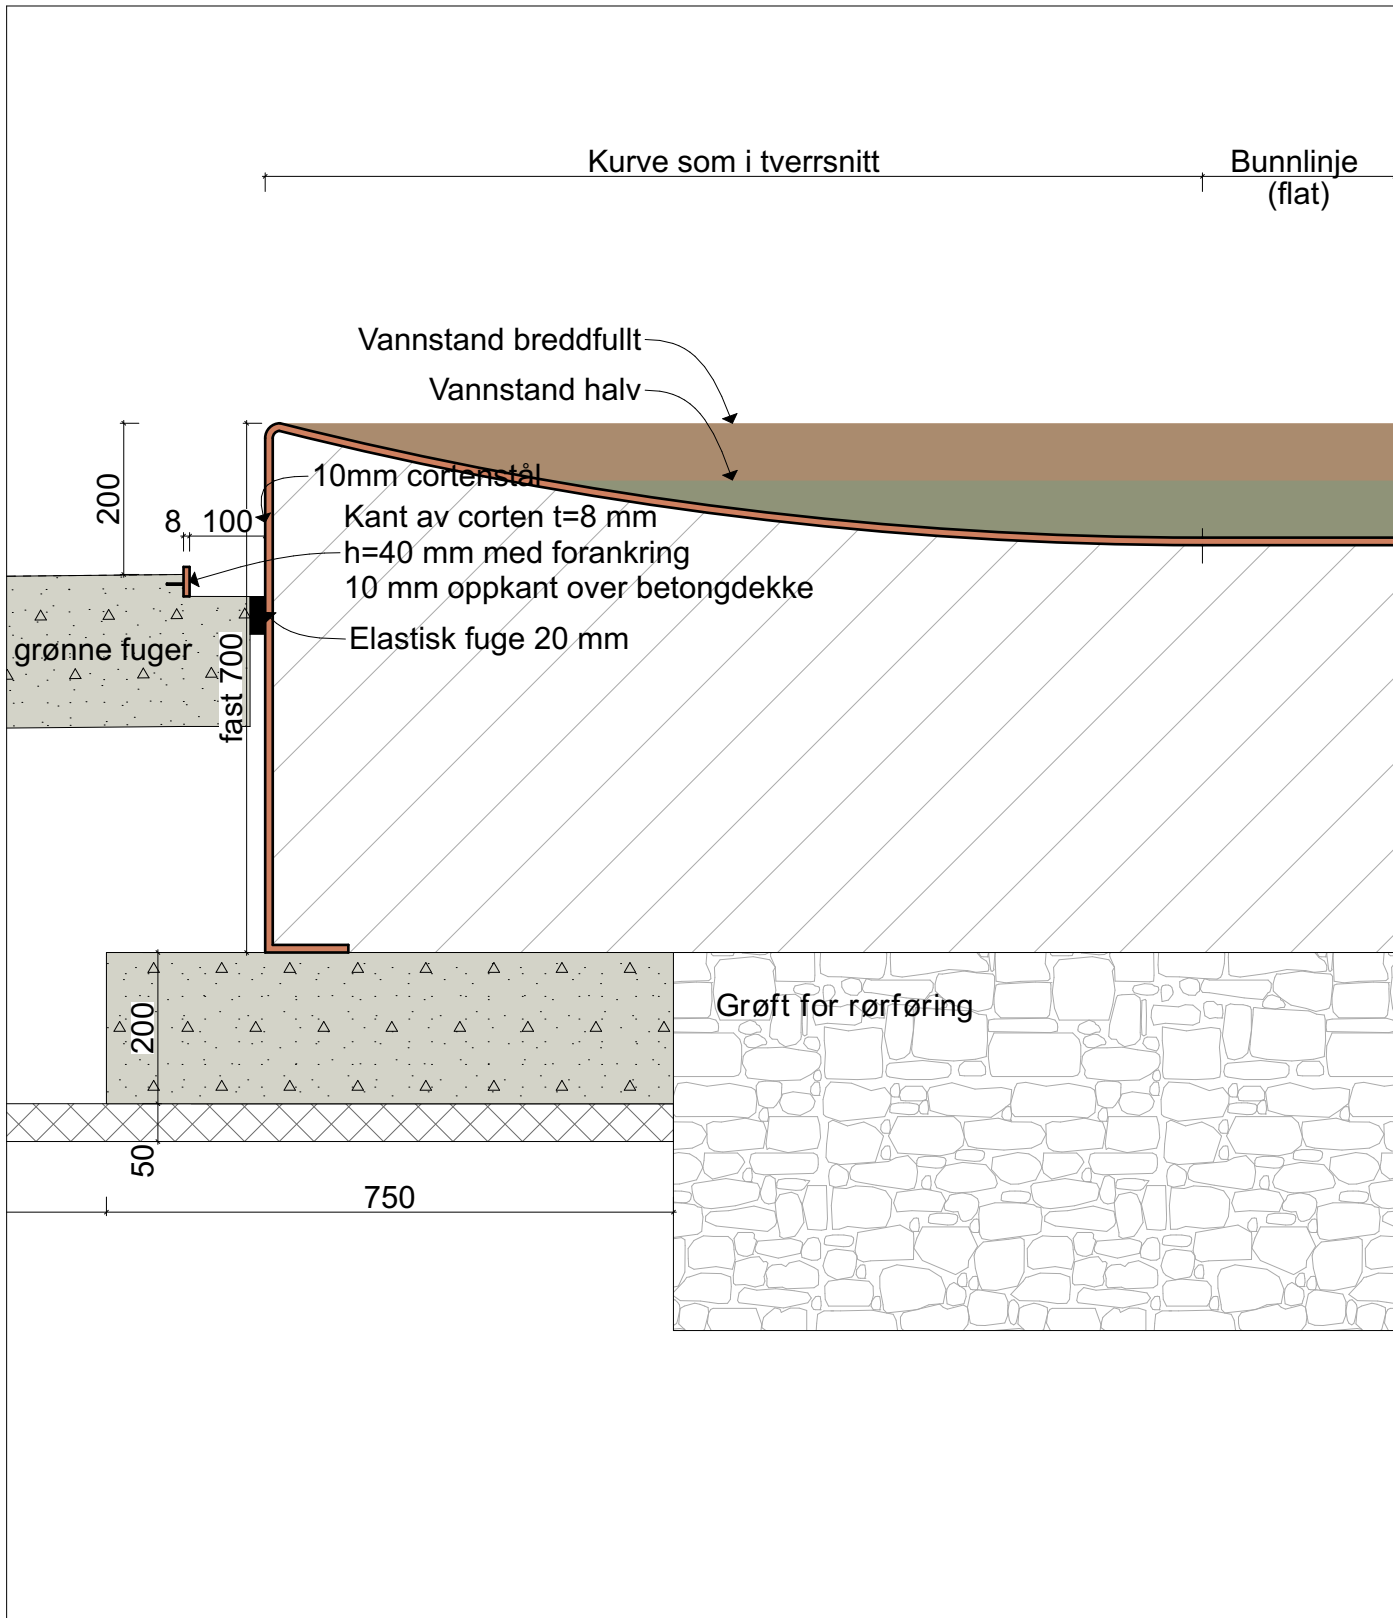 Kurve som i tverrsnitt
Bunnlinje
(flat)
Vannstand breddfullt
Vannstand halv
200
10mm cortenstål
8
100
Kant av corten t=8 mm
h=40 mm med forankring
10 mm oppkant over betongdekke
Elastisk fuge 20 mm
grønne fuger
fast 700
Grøft for rørføring
200
50
750